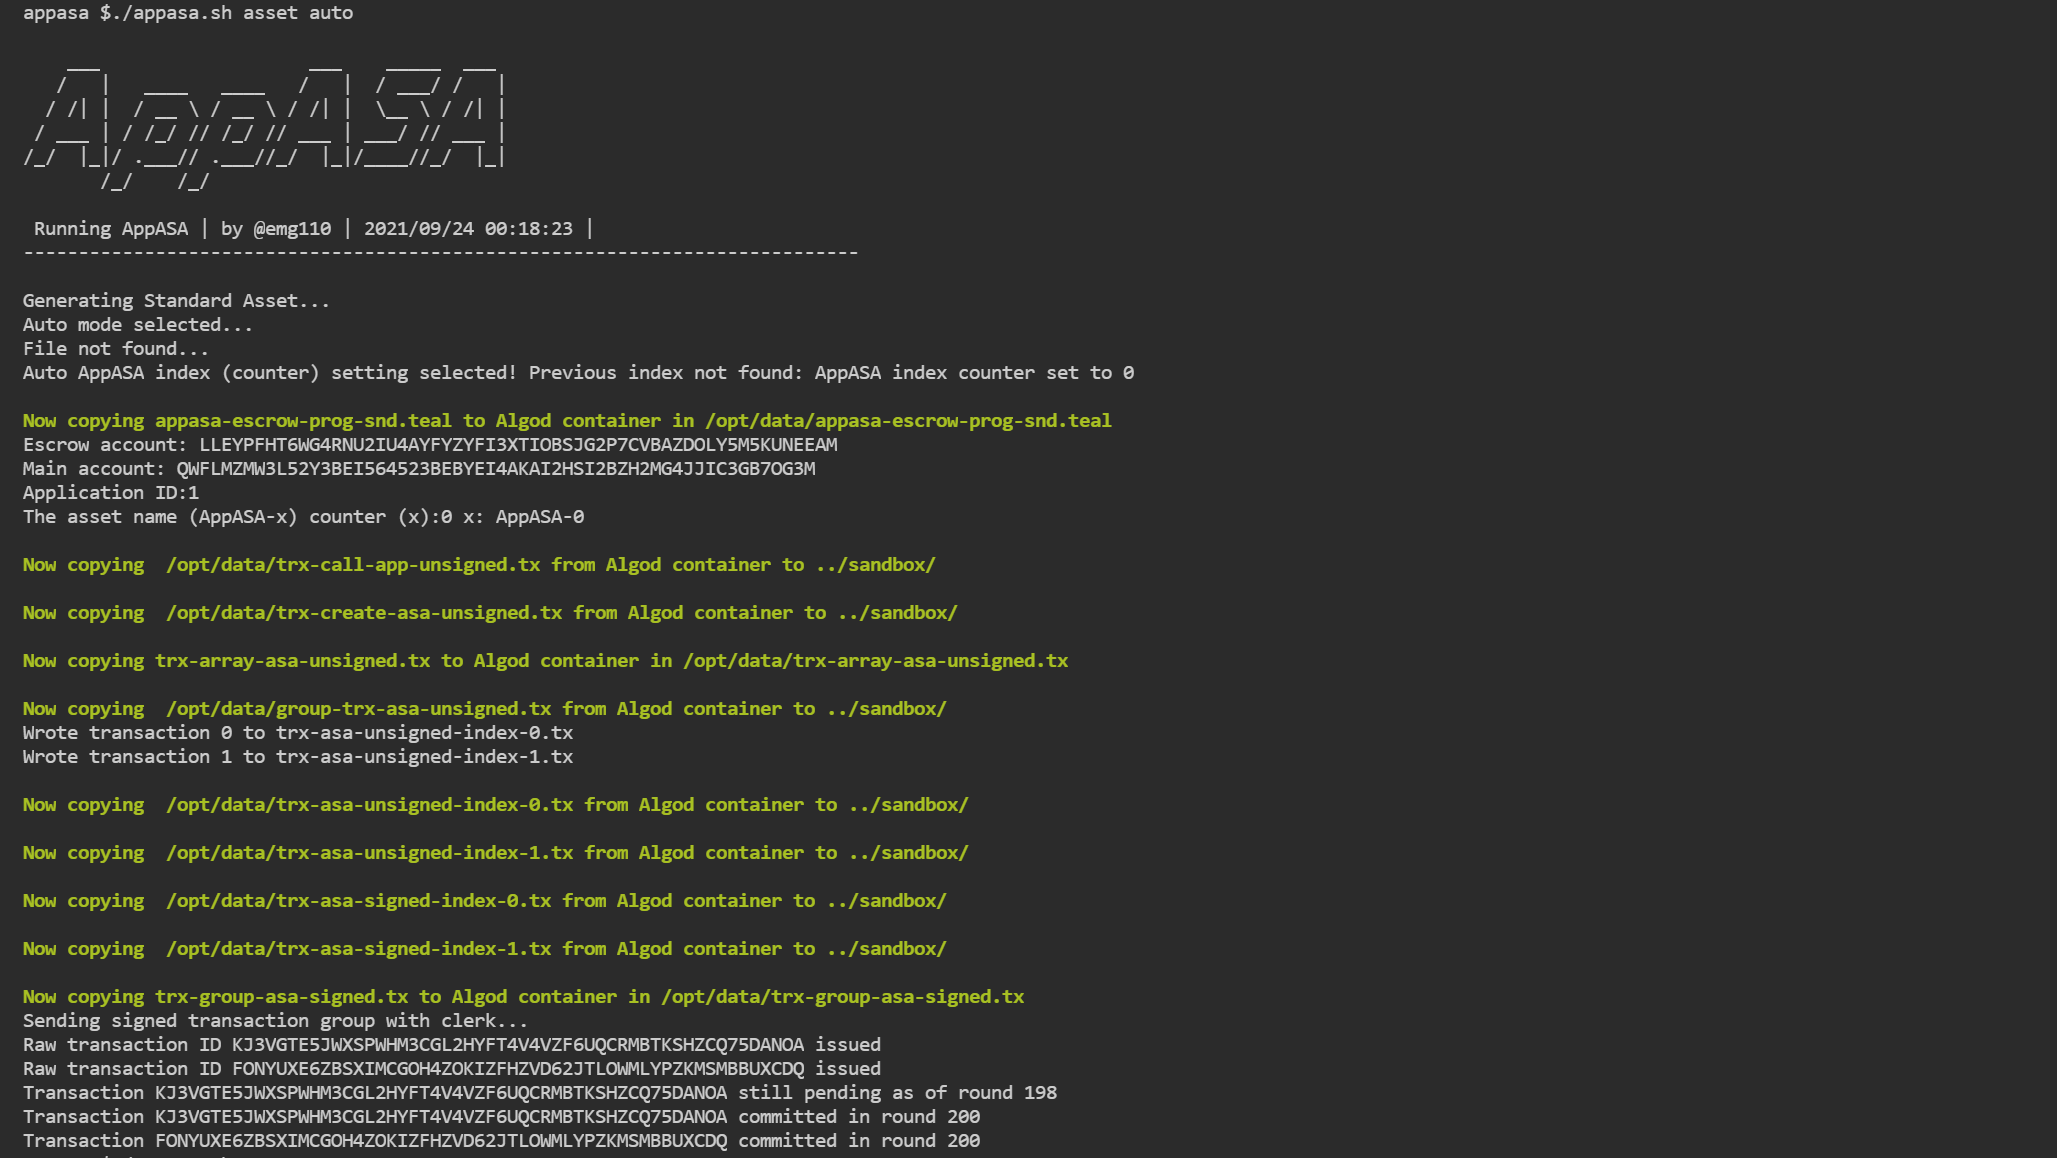 appasa $./appasa.sh asset auto
AppASA
Running AppASA | by @emg110 | 2021/09/24 00:18:23 |
----------------------------------------------------------------------------
Generating Standard Asset...
Auto mode selected...
File not found...
Auto AppASA index (counter) setting selected! Previous index not found: AppASA index counter set to 0
Now copying appasa-escrow-prog-snd.teal to Algod container in /opt/data/appasa-escrow-prog-snd.teal
Escrow account: LLEYPFHT6WG4RNU2IU4AYFYZYFI3XTIOBSJG2P7CVBAZDOLY5M5KUNEEAM
Main account: QWFLMZMW3L52Y3BEI564523BEBYEI4AKAI2HSI2BZH2MG4JJIC3GB7OG3M
Application ID:1
The asset name (AppASA-x) counter (x):0 x: AppASA-0
Now copying  /opt/data/trx-call-app-unsigned.tx from Algod container to ../sandbox/
Now copying  /opt/data/trx-create-asa-unsigned.tx from Algod container to ../sandbox/
Now copying trx-array-asa-unsigned.tx to Algod container in /opt/data/trx-array-asa-unsigned.tx
Now copying  /opt/data/group-trx-asa-unsigned.tx from Algod container to ../sandbox/
Wrote transaction 0 to trx-asa-unsigned-index-0.tx
Wrote transaction 1 to trx-asa-unsigned-index-1.tx
Now copying  /opt/data/trx-asa-unsigned-index-0.tx from Algod container to ../sandbox/
Now copying  /opt/data/trx-asa-unsigned-index-1.tx from Algod container to ../sandbox/
Now copying  /opt/data/trx-asa-signed-index-0.tx from Algod container to ../sandbox/
Now copying  /opt/data/trx-asa-signed-index-1.tx from Algod container to ../sandbox/
Now copying trx-group-asa-signed.tx to Algod container in /opt/data/trx-group-asa-signed.tx
Sending signed transaction group with clerk...
Raw transaction ID KJ3VGTE5JWXSPWHM3CGL2HYFT4V4VZF6UQCRMBTKSHZCQ75DANOA issued
Raw transaction ID FONYUXE6ZBSXIMCGOH4ZOKIZFHZVD62JTLOWMLYPZKMSMBBUXCDQ issued
Transaction KJ3VGTE5JWXSPWHM3CGL2HYFT4V4VZF6UQCRMBTKSHZCQ75DANOA still pending as of round 198
Transaction KJ3VGTE5JWXSPWHM3CGL2HYFT4V4VZF6UQCRMBTKSHZCQ75DANOA committed in round 200
Transaction FONYUXE6ZBSXIMCGOH4ZOKIZFHZVD62JTLOWMLYPZKMSMBBUXCDQ committed in round 200